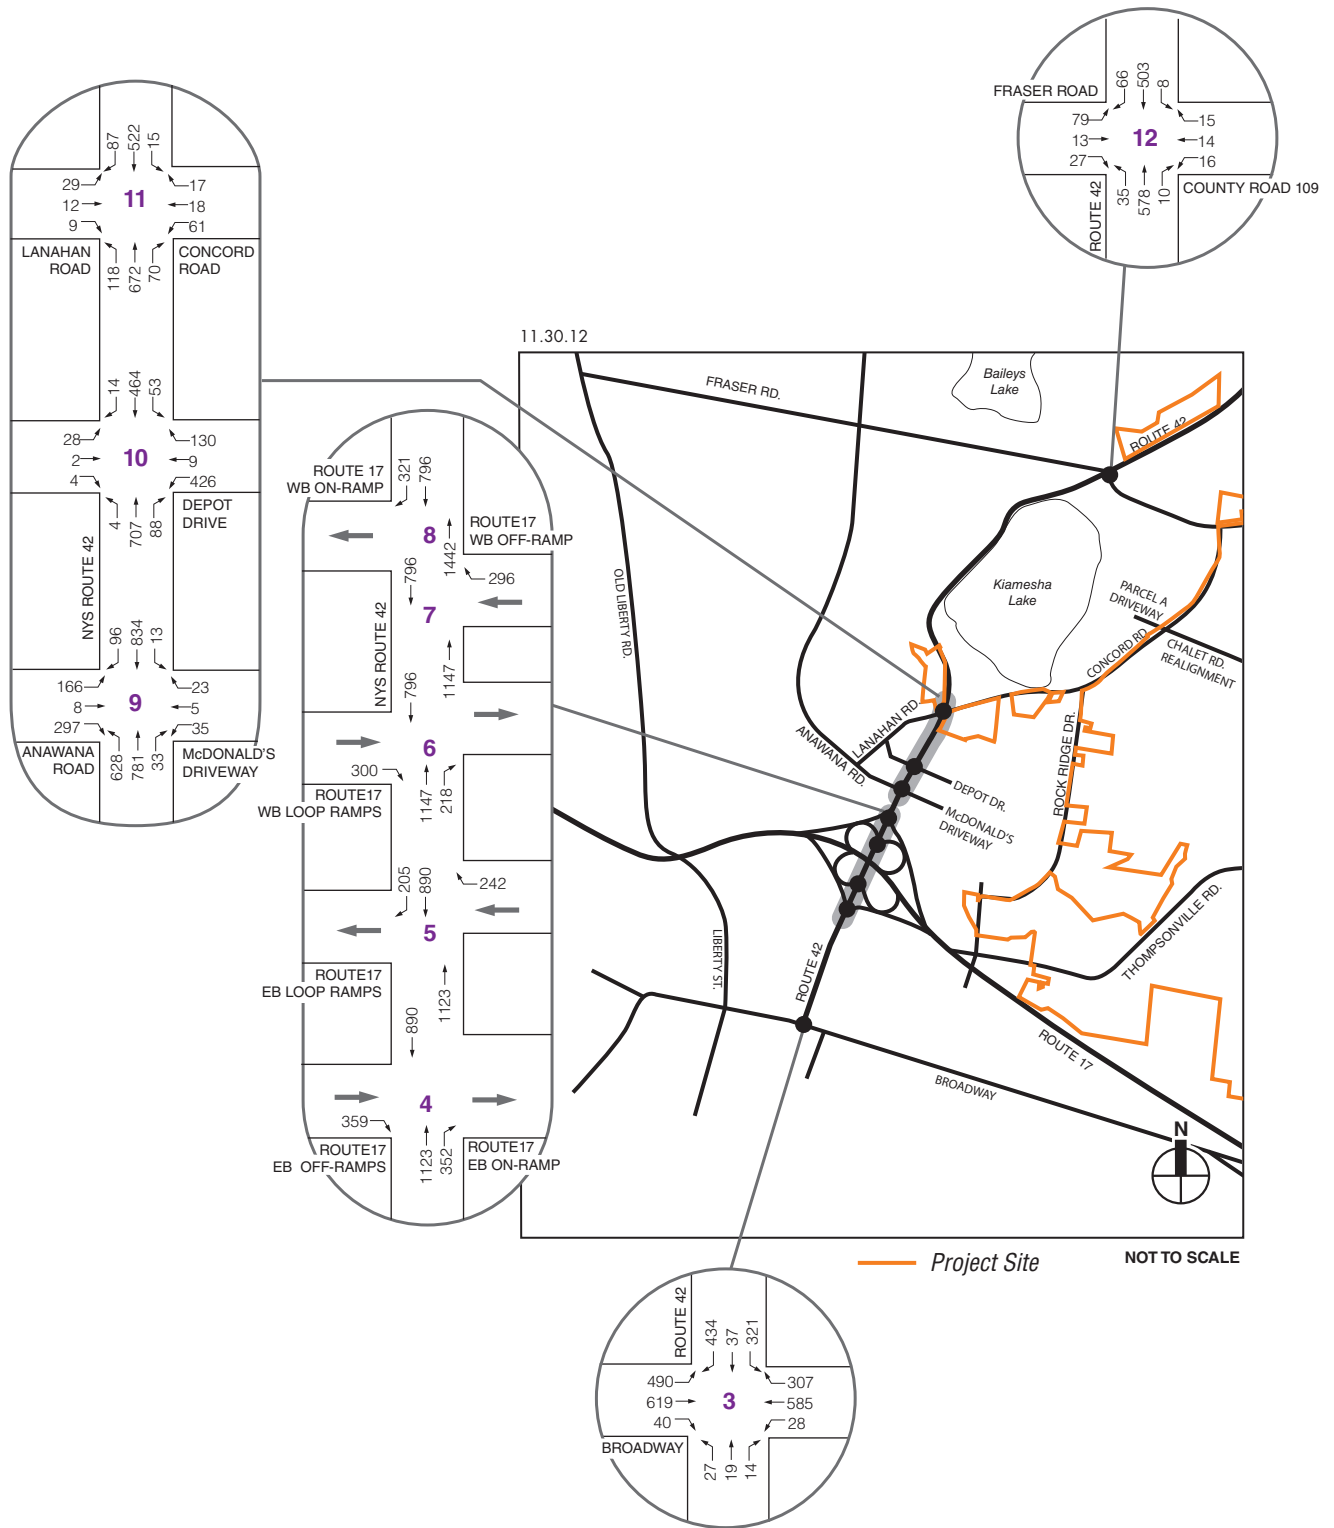 FRASER ROAD
66
503
8
79
13
27
12
15
14
16
35
578
10
ROUTE 42
COUNTY ROAD 109
87
522
15
29
12
9
11
17
18
61
LANAHAN
ROAD
118
672
70
CONCORD
ROAD
14
464
53
28
2
4
10
130
9
426
4
707
88
DEPOT
DRIVE
NYS ROUTE 42
96
834
13
166
8
297
9
23
5
35
ANAWANA
ROAD
628
781
33
McDONALD'S
DRIVEWAY
ROUTE 17
WB ON-RAMP
321
796
8
1442
ROUTE17
WB OFF-RAMP
296
796
7
NYS ROUTE 42
1147
796
6
300
1147
218
ROUTE17
WB LOOP RAMPS
205
890
242
5
ROUTE17
EB LOOP RAMPS
1123
890
4
359
ROUTE17
EB OFF-RAMPS
1123
352
ROUTE17
EB ON-RAMP
11.30.12
FRASER RD.
Baileys
Lake
ROUTE 42
OLD LIBERTY RD.
Kiamesha
Lake
PARCEL A
DRIVEWAY
CONCORD RD.
CHALET RD.
REALIGNMENT
LANAHAN RD.
ANAWANA RD.
ROCK RIDGE DR.
DEPOT DR.
McDONALD'S
DRIVEWAY
THOMPSONVILLE RD.
LIBERTY ST.
ROUTE 42
ROUTE 17
BROADWAY
N
Project Site
NOT TO SCALE
ROUTE 42
434
37
321
490
619
40
3
307
585
28
BROADWAY
27
19
14